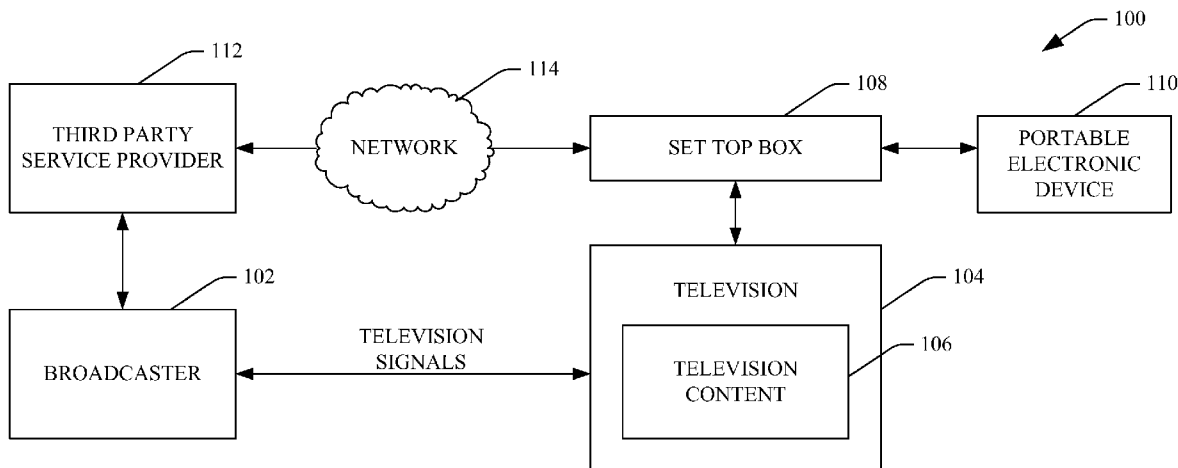 100
112
114
108
110
THIRD PARTY
SERVICE PROVIDER
NETWORK
SET TOP BOX
PORTABLE
ELECTRONIC
DEVICE
102
104
TELEVISION
BROADCASTER
TELEVISION
SIGNALS
106
TELEVISION
CONTENT